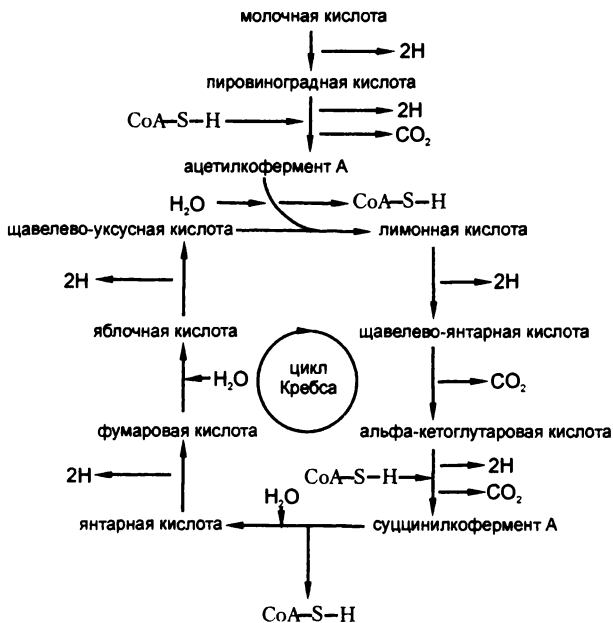 молочная кислота
2H
пировиноградная кислота
2H
CoA–S–H
CO₂
ацетилкофермент А
H₂O
CoA–S–H
щавелево-уксусная кислота
лимонная кислота
2H
2H
яблочная кислота
щавелево-янтарная кислота
цикл
Кребса
H₂O
CO₂
фумаровая кислота
альфа-кетоглутаровая кислота
2H
2H
CoA–S–H
CO₂
H₂O
янтарная кислота
суццинилкофермент А
CoA–S–H